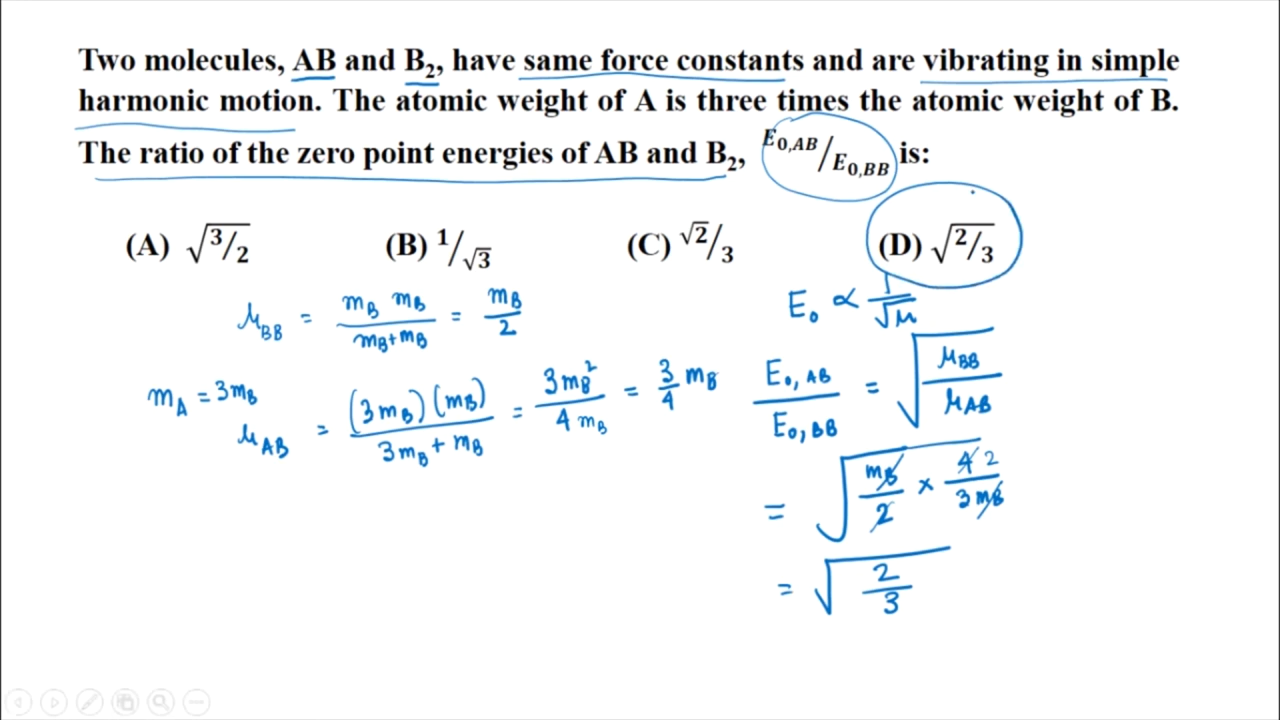 Two molecules, AB and B₂, have same force constants and are vibrating in simple
harmonic motion. The atomic weight of A is three times the atomic weight of B.
The ratio of the zero point energies of AB and B₂, E₀,AB/E₀,BB is:
(A) √3/2 (B) 1/√3 (C) √2/3 (D) √2/3
μBB = mB mB / mB+mB = mB/2
E₀ ∝ 1/√μ
mA = 3mB
μAB = (3mB)(mB) / 3mB + mB = 3mB² / 4mB = 3/4 mB
E₀,AB / E₀,BB = √μBB/μAB
= √mB/2 × 4 2/3mB
= √2/3